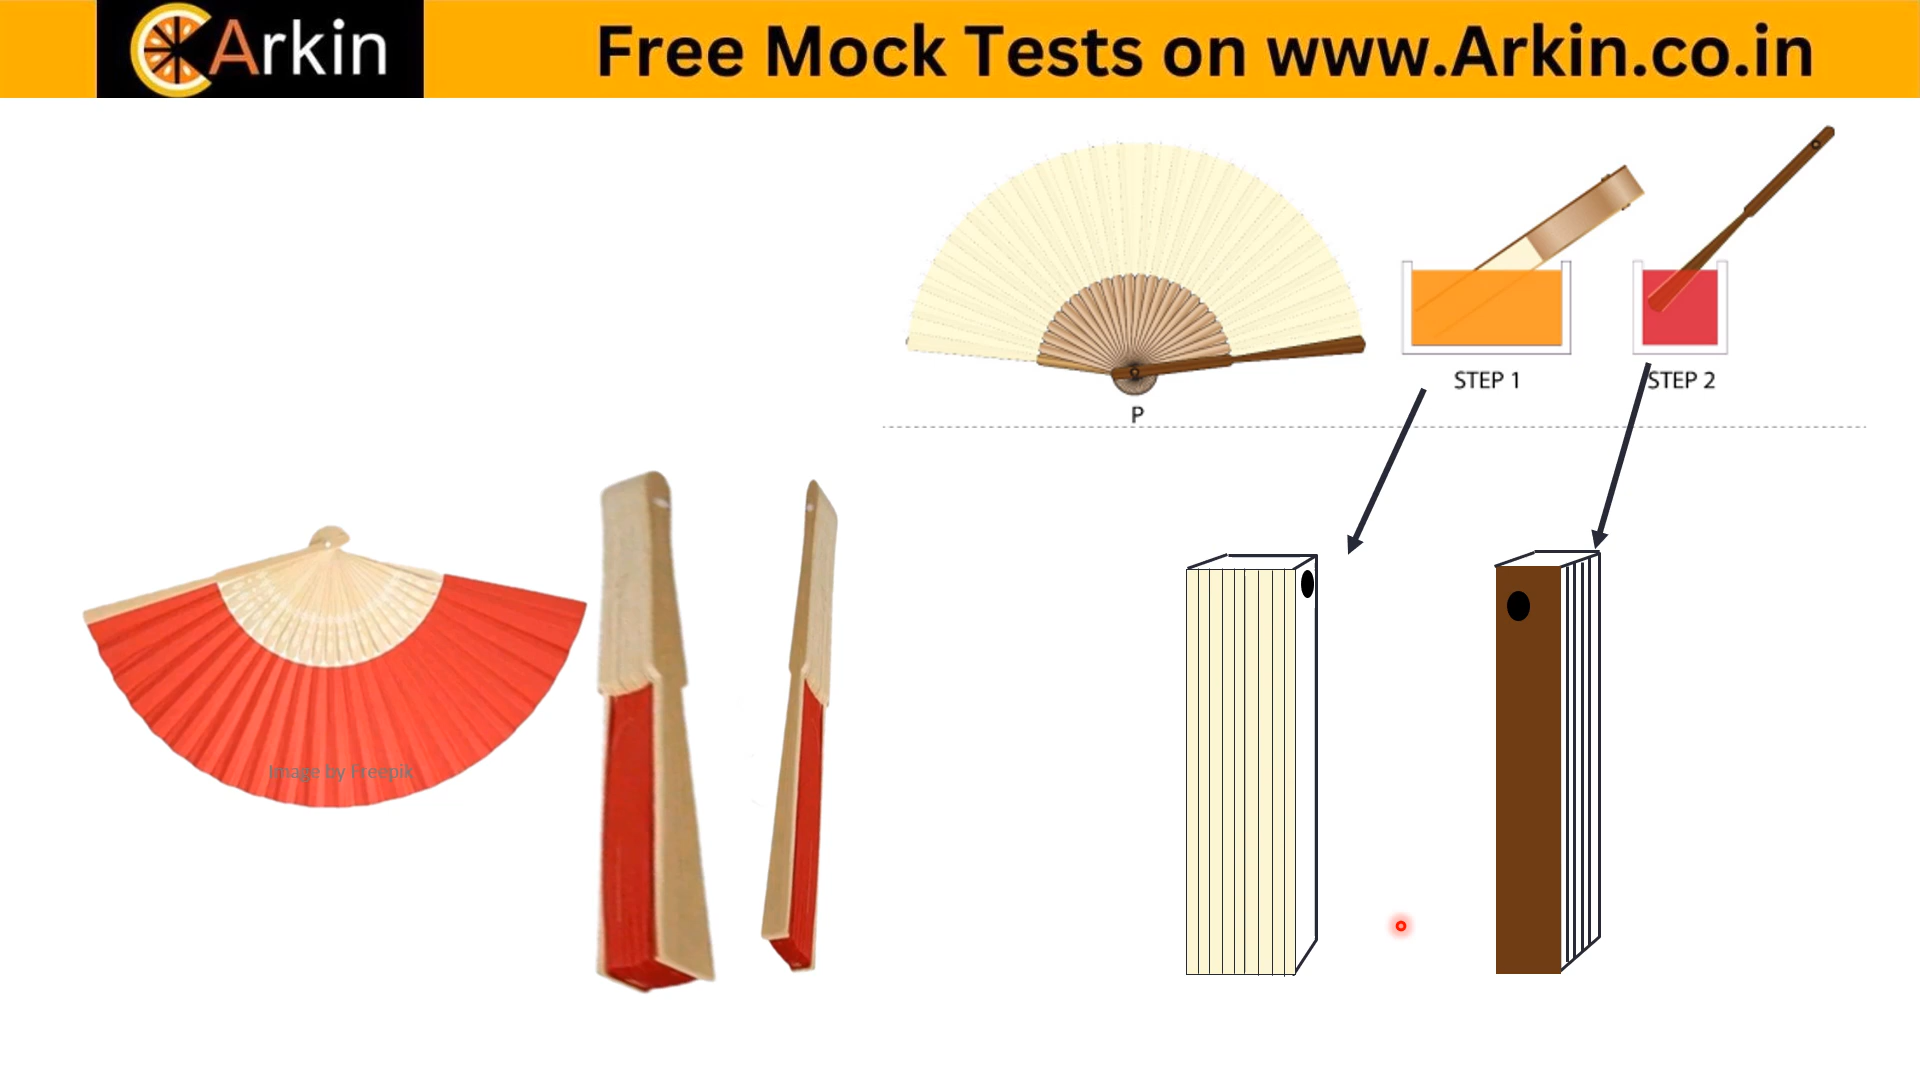 Arkin
Free Mock Tests on www.Arkin.co.in
STEP 1
STEP 2
P
Image by Freepik